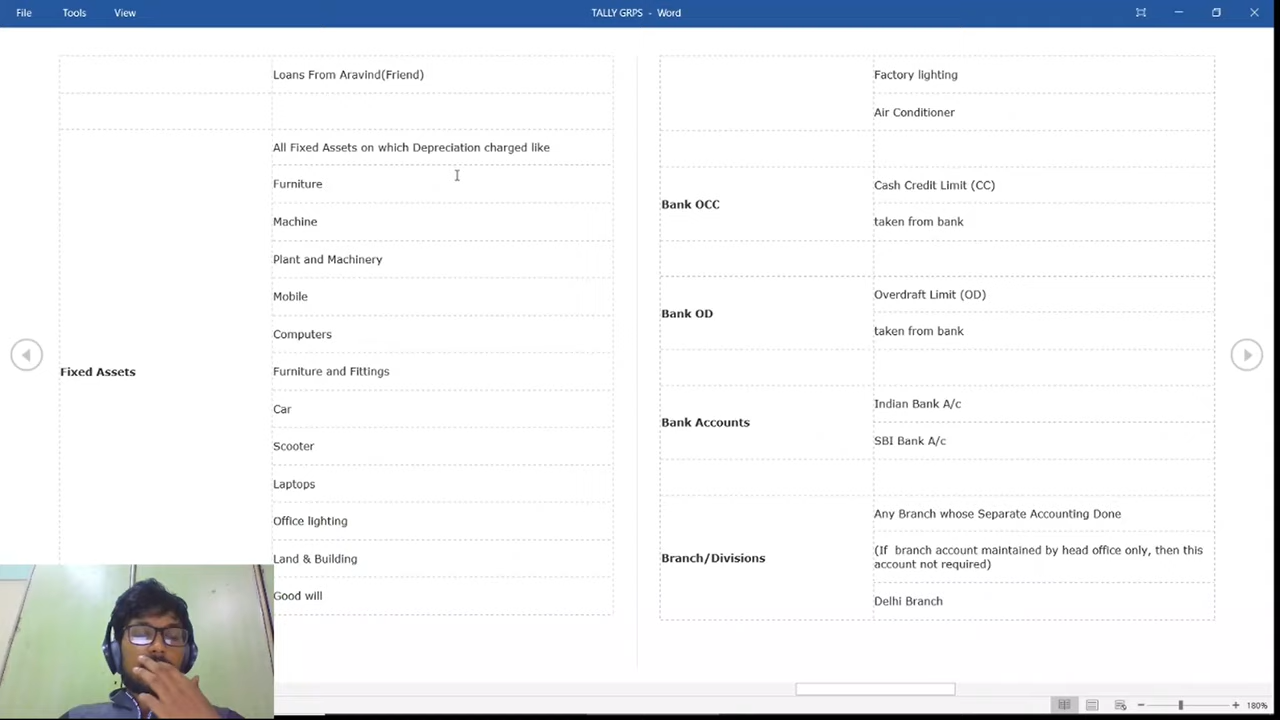 File
Tools
View
TALLY GRPS - Word
Loans From Aravind(Friend)
All Fixed Assets on which Depreciation charged like
Furniture
Machine
Plant and Machinery
Mobile
Computers
Fixed Assets
Furniture and Fittings
Car
Scooter
Laptops
Office lighting
Land & Building
Good will
Factory lighting
Air Conditioner
Bank OCC
Cash Credit Limit (CC)
taken from bank
Bank OD
Overdraft Limit (OD)
taken from bank
Bank Accounts
Indian Bank A/c
SBI Bank A/c
Branch/Divisions
Any Branch whose Separate Accounting Done
(If branch account maintained by head office only, then this
account not required)
Delhi Branch
180%